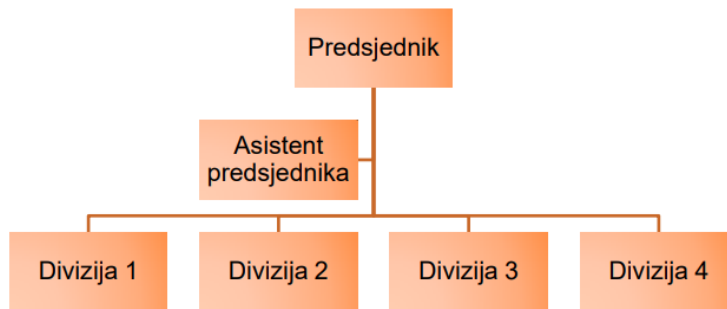 Predsjednik
Asistent
predsjednika
Divizija 1
Divizija 2
Divizija 3
Divizija 4